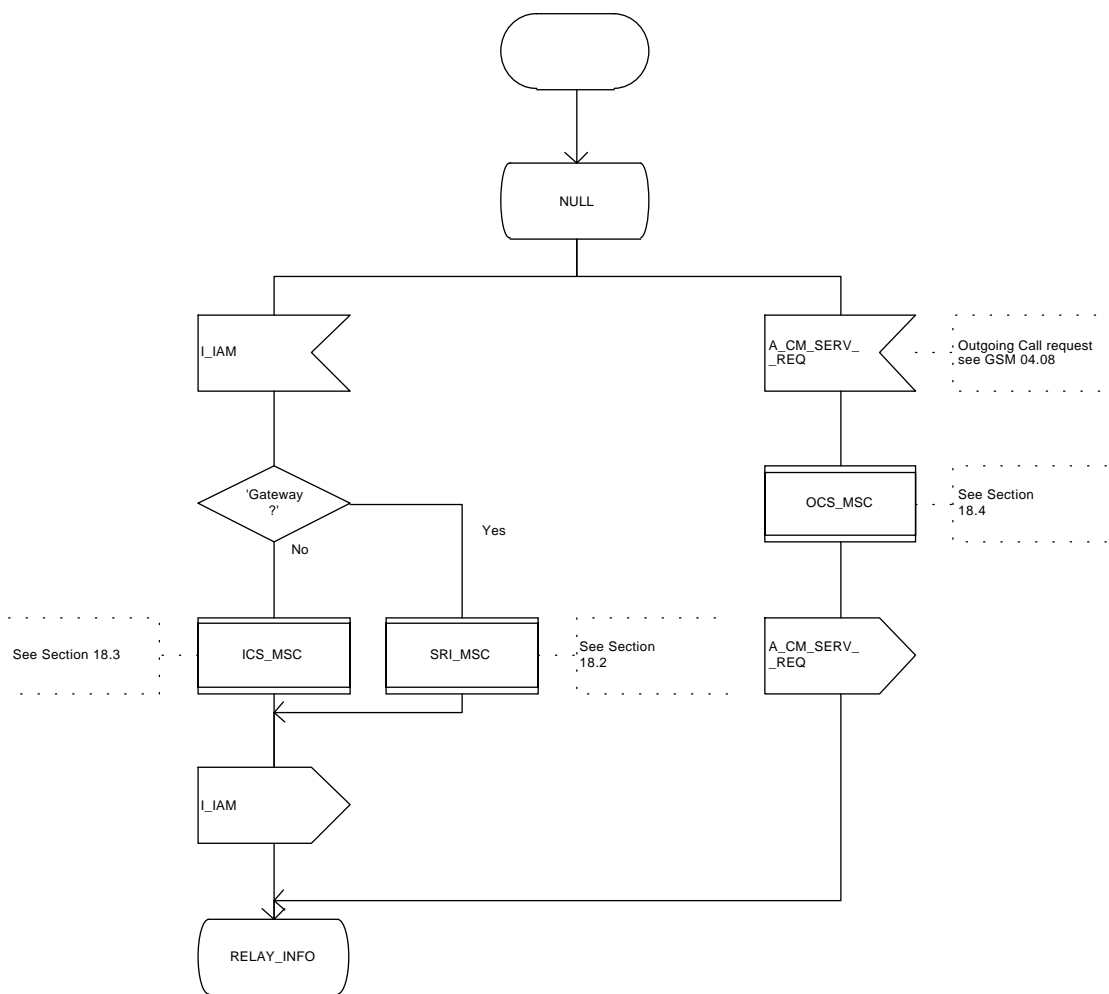 NULL
I_IAM
A_CM_SERV_
_REQ
Outgoing Call request
see GSM 04.08
'Gateway
?'
No
Yes
OCS_MSC
See Section
18.4
See Section 18.3
ICS_MSC
SRI_MSC
See Section
18.2
A_CM_SERV_
_REQ
I_IAM
RELAY_INFO